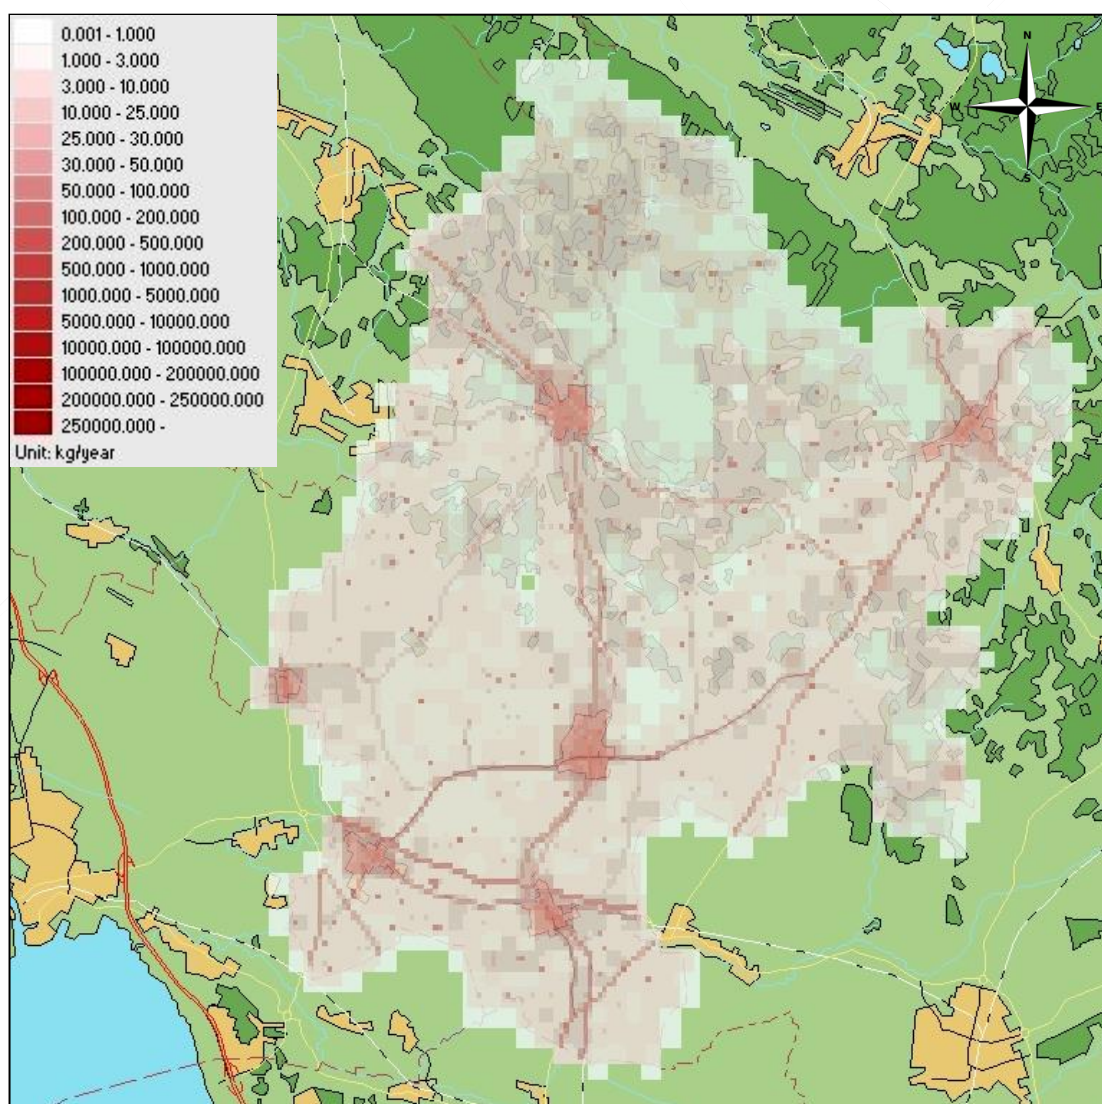 0.001 - 1.000
1.000 - 3.000
3.000 - 10.000
10.000 - 25.000
25.000 - 30.000
30.000 - 50.000
50.000 - 100.000
100.000 - 200.000
200.000 - 500.000
500.000 - 1000.000
1000.000 - 5000.000
5000.000 - 10000.000
10000.000 - 100000.000
100000.000 - 200000.000
200000.000 - 250000.000
250000.000 -
Unit: kg/year
N
W
E
S